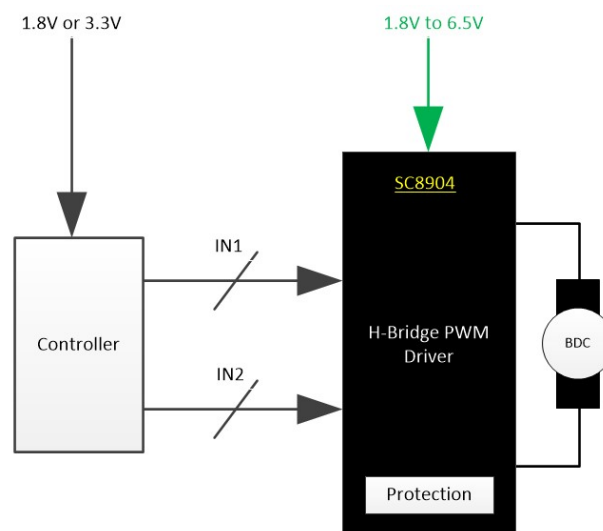 1.8V or 3.3V
1.8V to 6.5V
SC8904
IN1
Controller
H-Bridge PWM
Driver
BDC
IN2
Protection